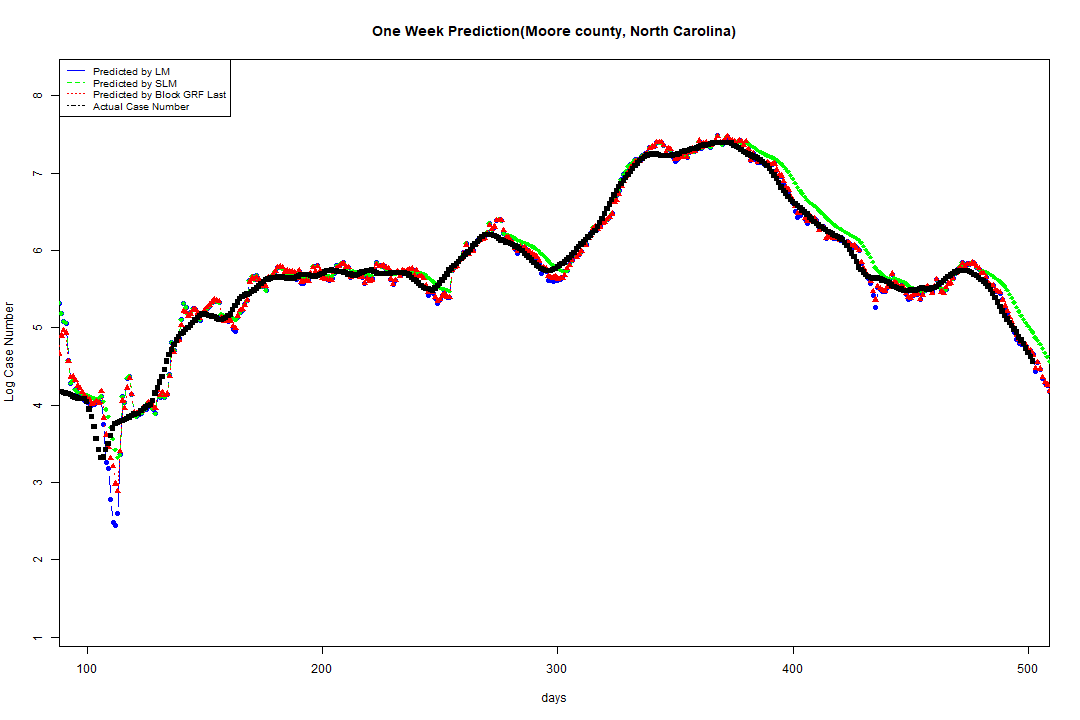 One Week Prediction(Moore county, North Carolina)
Predicted by LM
Predicted by SLM
Predicted by Block GRF Last
Actual Case Number
Log Case Number
8
7
6
5
4
3
2
1
100 200 300 400 500
days